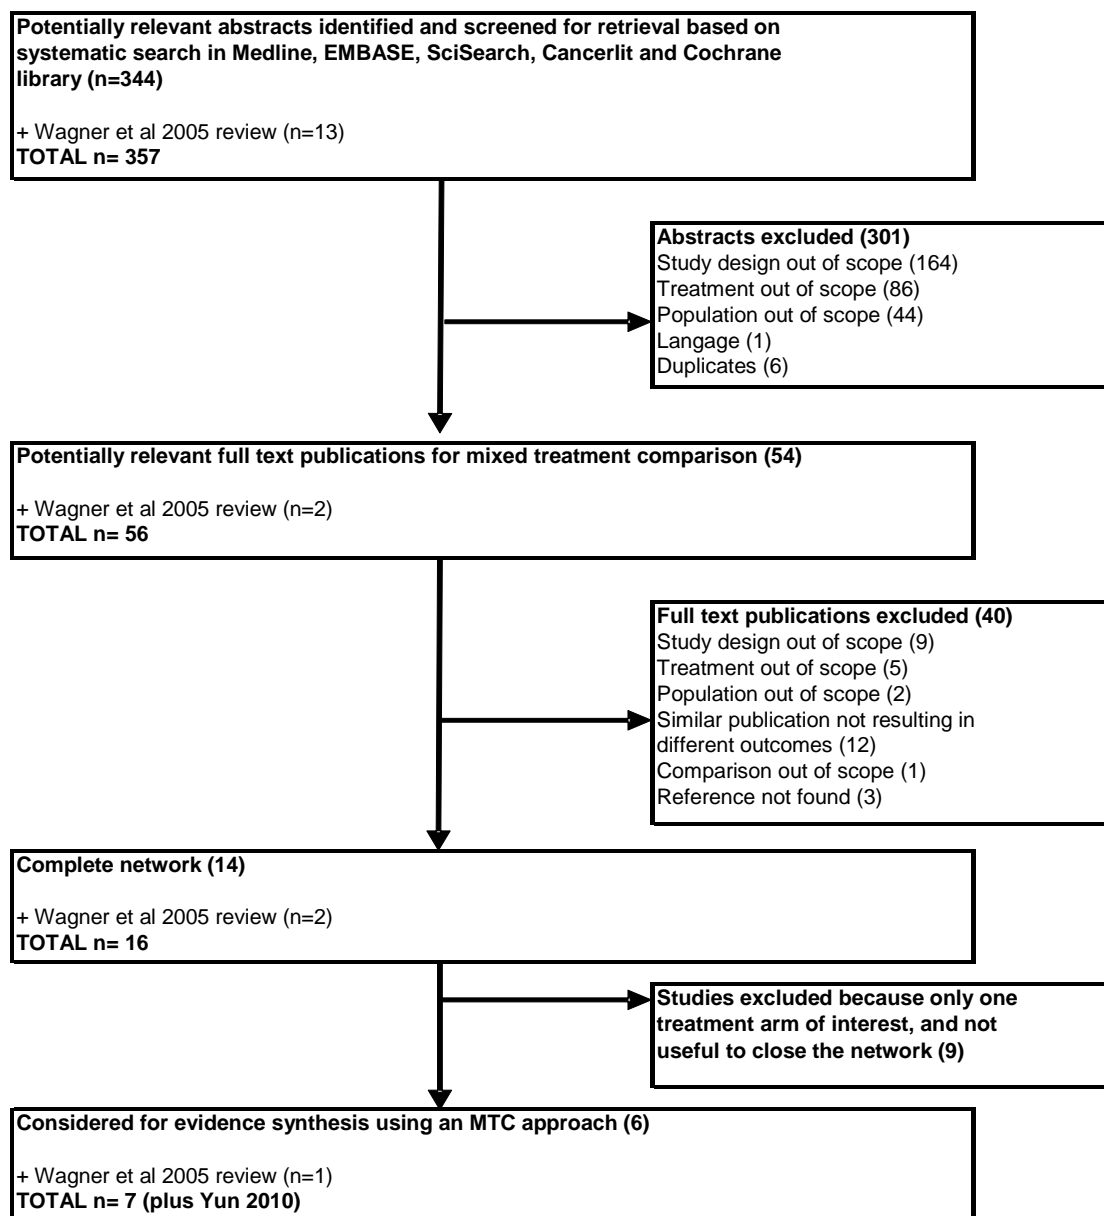 Potentially relevant abstracts identified and screened for retrieval based on
systematic search in Medline, EMBASE, SciSearch, Cancerlit and Cochrane
library (n=344)
+ Wagner et al 2005 review (n=13)
TOTAL n= 357
Abstracts excluded (301)
Study design out of scope (164)
Treatment out of scope (86)
Population out of scope (44)
Langage (1)
Duplicates (6)
Potentially relevant full text publications for mixed treatment comparison (54)
+ Wagner et al 2005 review (n=2)
TOTAL n= 56
Full text publications excluded (40)
Study design out of scope (9)
Treatment out of scope (5)
Population out of scope (2)
Similar publication not resulting in
different outcomes (12)
Comparison out of scope (1)
Reference not found (3)
Complete network (14)
+ Wagner et al 2005 review (n=2)
TOTAL n= 16
Studies excluded because only one
treatment arm of interest, and not
useful to close the network (9)
Considered for evidence synthesis using an MTC approach (6)
+ Wagner et al 2005 review (n=1)
TOTAL n= 7 (plus Yun 2010)